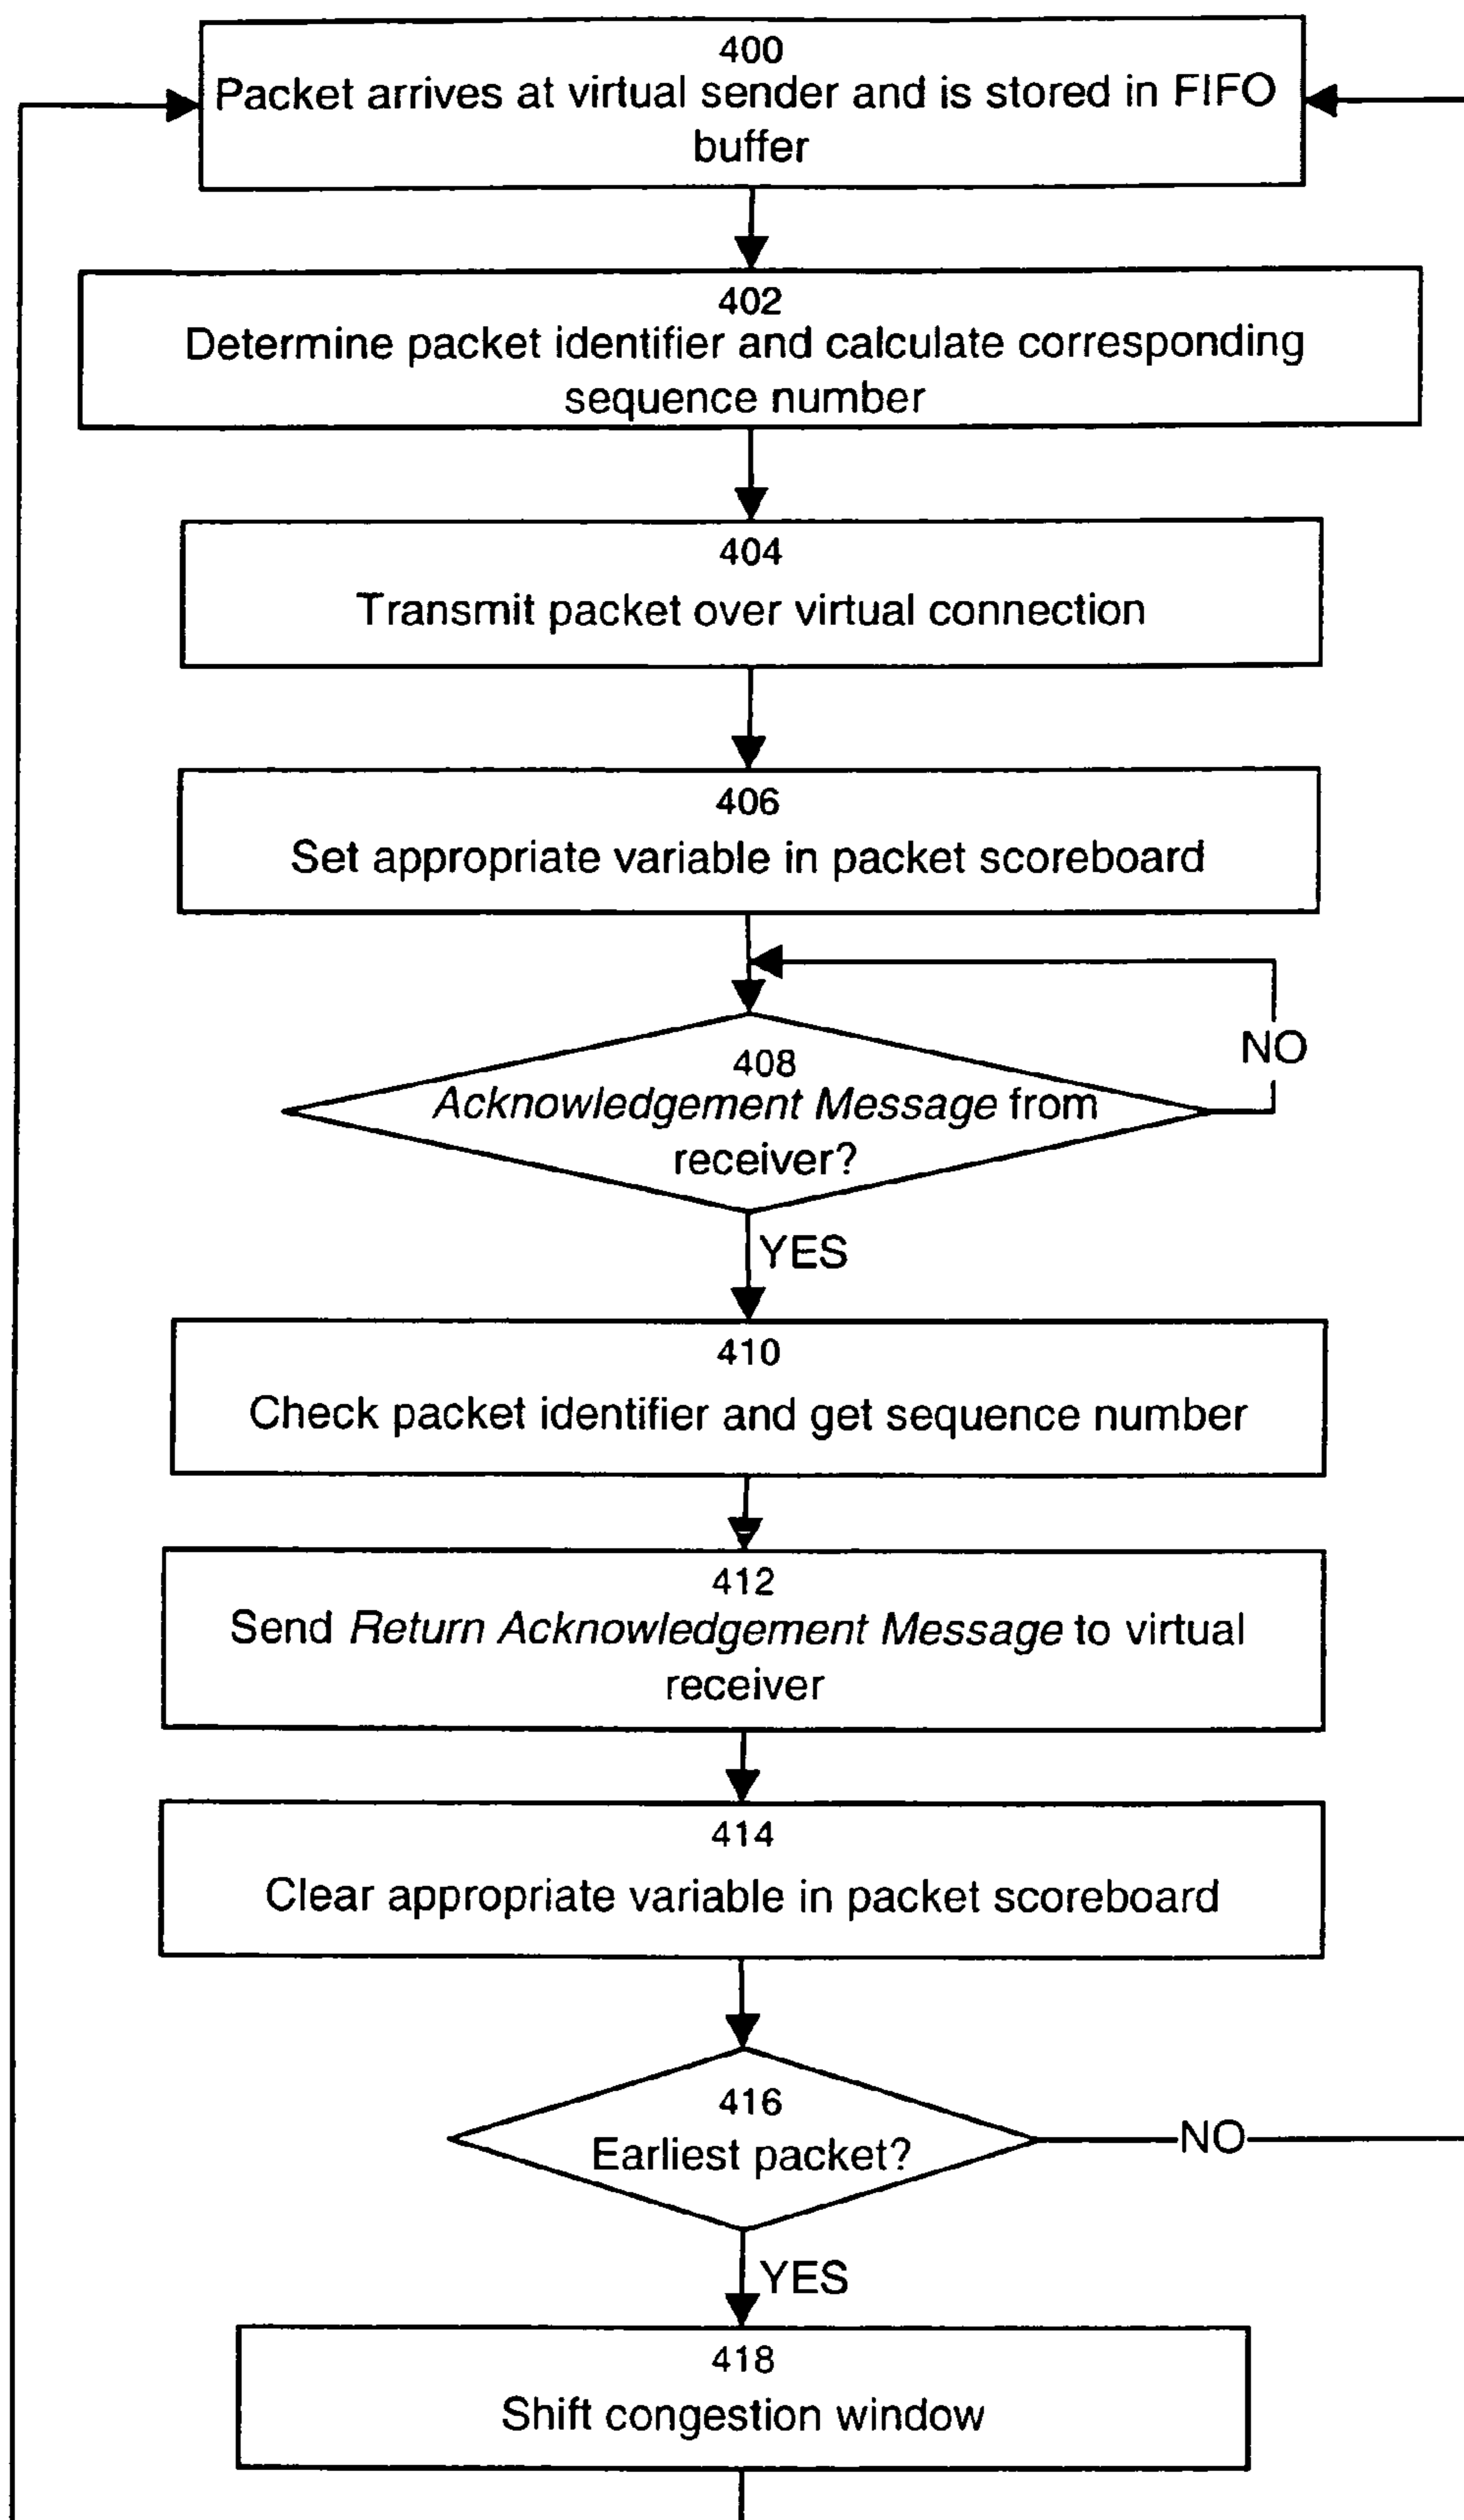 400
Packet arrives at virtual sender and is stored in FIFO
buffer
402
Determine packet identifier and calculate corresponding
sequence number
404
Transmit packet over virtual connection
406
Set appropriate variable in packet scoreboard
408
Acknowledgement Message from
receiver?
NO
YES
410
Check packet identifier and get sequence number
412
Send Return Acknowledgement Message to virtual
receiver
414
Clear appropriate variable in packet scoreboard
416
Earliest packet?
NO
YES
418
Shift congestion window